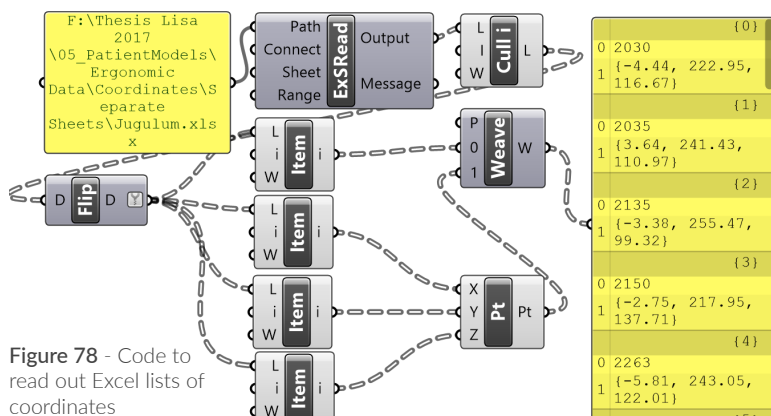 F:\Thesis Lisa
2017
\05_PatientModels\
Ergonomic
Data\Coordinates\S
eparate
Sheets\Jugulum.xls
x
Path
Connect
Sheet
Range
ExSRead
Output
Message
L
I
W
Cull i
L
{0}
0 2030
1 {-4.44, 222.95,
116.67}
{1}
0 2035
1 {3.64, 241.43,
110.97}
{2}
0 2135
1 {-3.38, 255.47,
99.32}
{3}
0 2150
1 {-2.75, 217.95,
137.71}
{4}
0 2263
1 {-5.81, 243.05,
122.01}
L
i
W
Item
i
P
0
1
Weave
W
D
Flip
D
Y
L
i
W
Item
i
L
i
W
Item
i
X
Y
Z
Pt
Pt
L
i
W
Item
i
Figure 78 - Code to
read out Excel lists of
coordinates